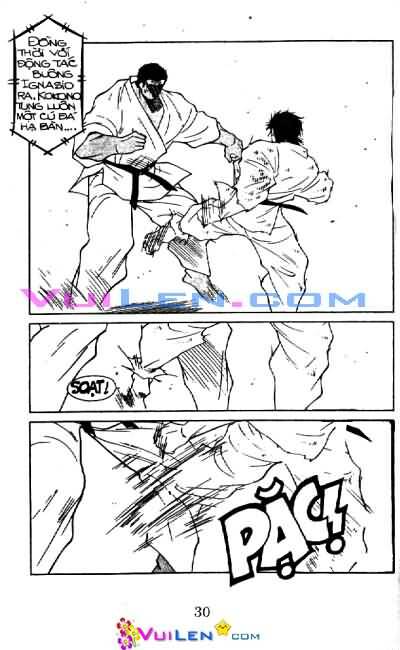 ĐỒNG
THỜI VỚI
ĐỘNG TÁC
BUÔNG
IGNASIO
RA, KOKONO
TUNG LUÔN
MỘT CÚ ĐÁ
HẠ BÀN....
VUILEN.COM
SOẠT!
PẶC!!
30
VUILEN.COM